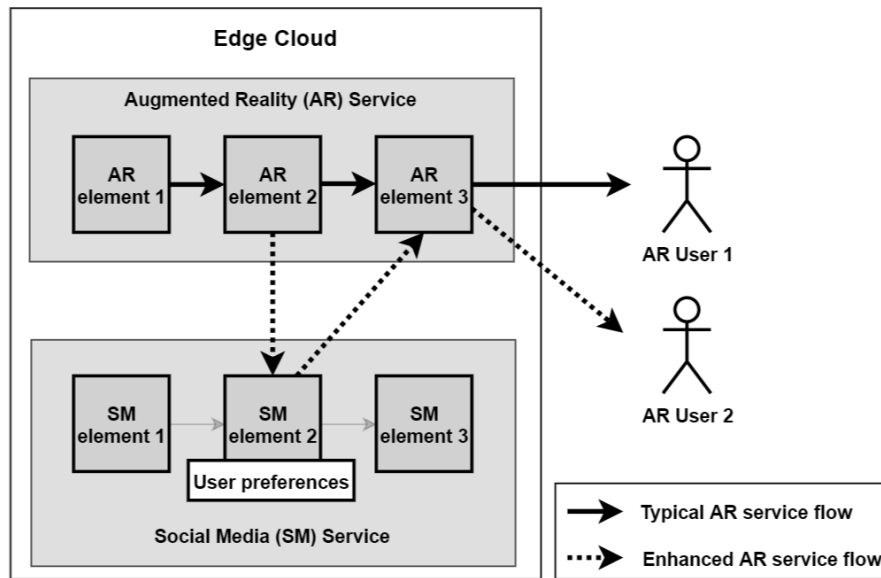 Edge Cloud
Augmented Reality (AR) Service
AR
element 1
AR
element 2
AR
element 3
AR User 1
AR User 2
SM
element 1
SM
element 2
SM
element 3
User preferences
Social Media (SM) Service
Typical AR service flow
Enhanced AR service flow